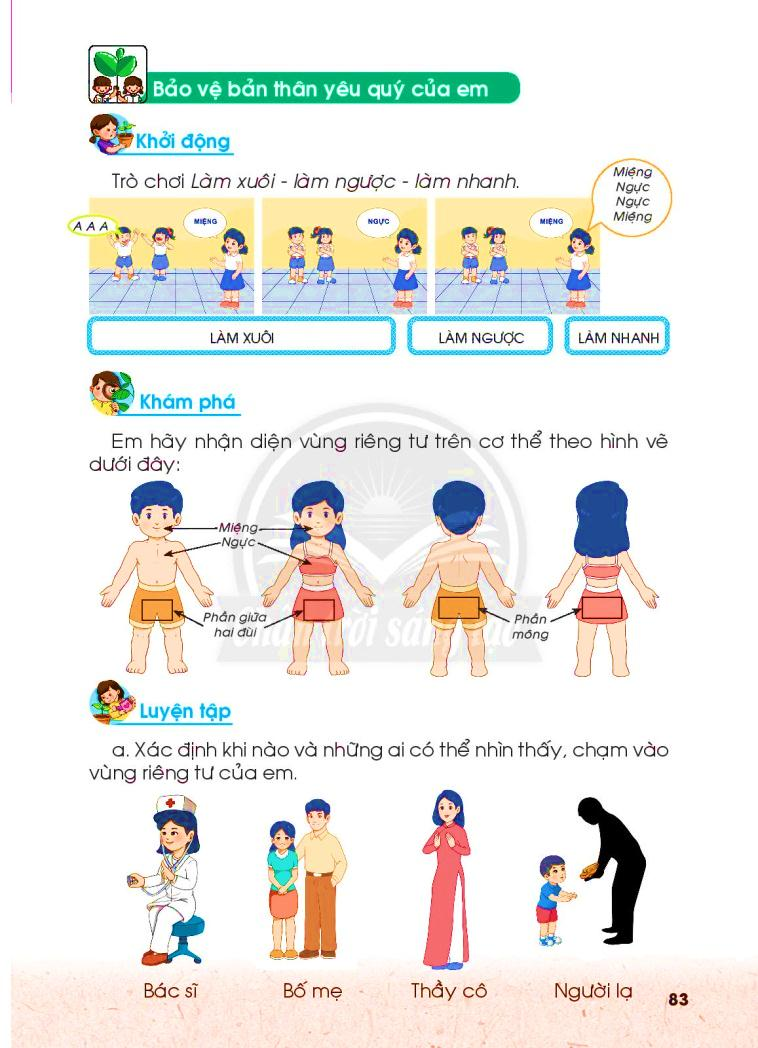 Bảo vệ bản thân yêu quý của em
Khởi động
Trò chơi Làm xuôi - làm ngược - làm nhanh.
A A A
MIỆNG
NGỰC
MIỆNG
Miệng
Ngực
Ngực
Miệng
LÀM XUÔI
LÀM NGƯỢC
LÀM NHANH
Khám phá
Em hãy nhận diện vùng riêng tư trên cơ thể theo hình vẽ
dưới đây:
Miệng
Ngực
Phần giữa
hai đùi
Phần
mông
Chân trời sáng tạo
Luyện tập
a. Xác định khi nào và những ai có thể nhìn thấy, chạm vào
vùng riêng tư của em.
Bác sĩ
Bố mẹ
Thầy cô
Người lạ
83